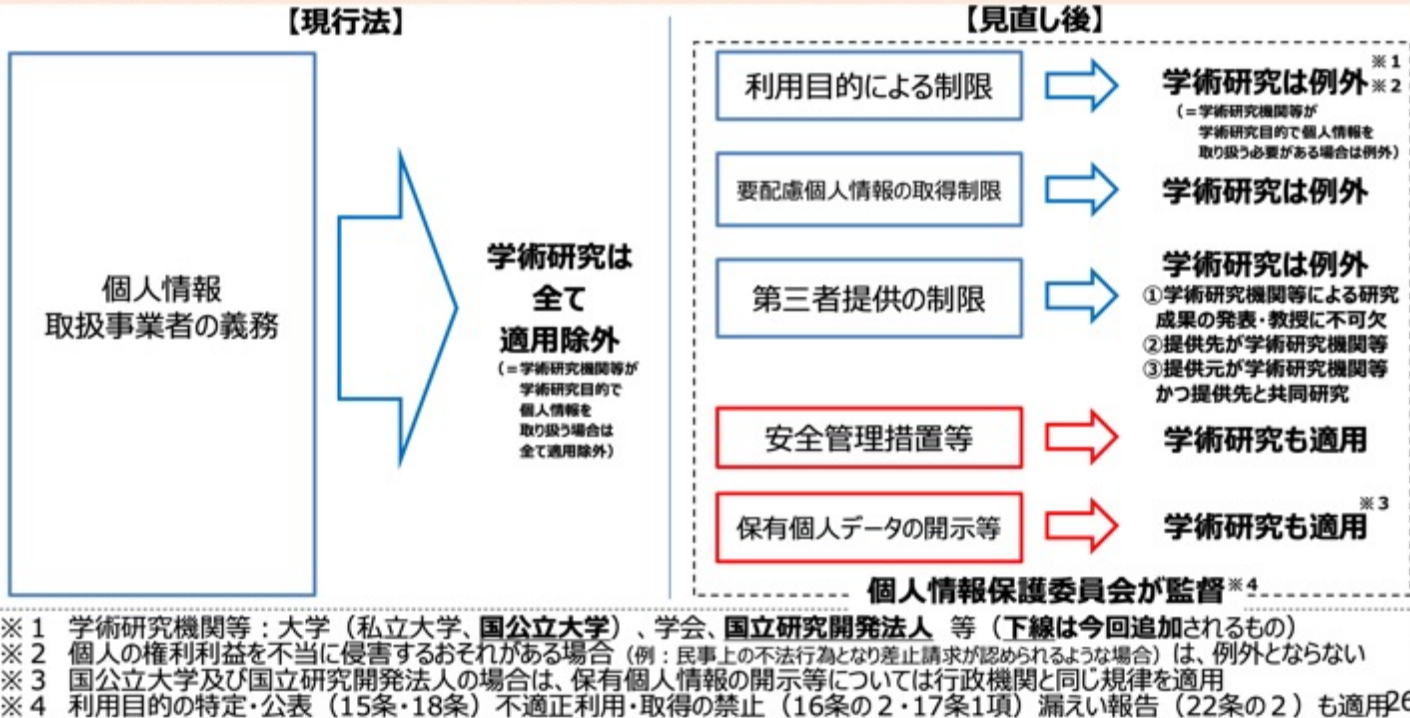 【現行法】
個人情報
取扱事業者の義務
学術研究は
全て
適用除外
（＝学術研究機関等が
学術研究目的で
個人情報を
取り扱う場合は
全て適用除外）
【見直し後】
利用目的による制限
学術研究は例外※１
※２
（＝学術研究機関等が
学術研究目的で個人情報を
取り扱う必要がある場合は例外）
要配慮個人情報の取得制限
学術研究は例外
第三者提供の制限
学術研究は例外
①学術研究機関等による研究
成果の発表・教授に不可欠
②提供先が学術研究機関等
③提供元が学術研究機関等
かつ提供先と共同研究
安全管理措置等
学術研究も適用
保有個人データの開示等
学術研究も適用※３
個人情報保護委員会が監督※４
※１ 学術研究機関等：大学（私立大学、国公立大学）、学会、国立研究開発法人 等（下線は今回追加されるもの）
※２ 個人の権利利益を不当に侵害するおそれがある場合（例：民事上の不法行為となり差止請求が認められるような場合）は、例外とならない
※３ 国公立大学及び国立研究開発法人の場合は、保有個人情報の開示等については行政機関と同じ規律を適用
※４ 利用目的の特定・公表（15条・18条）不適正利用・取得の禁止（16条の２・17条１項）漏えい報告（22条の２）も適用
26